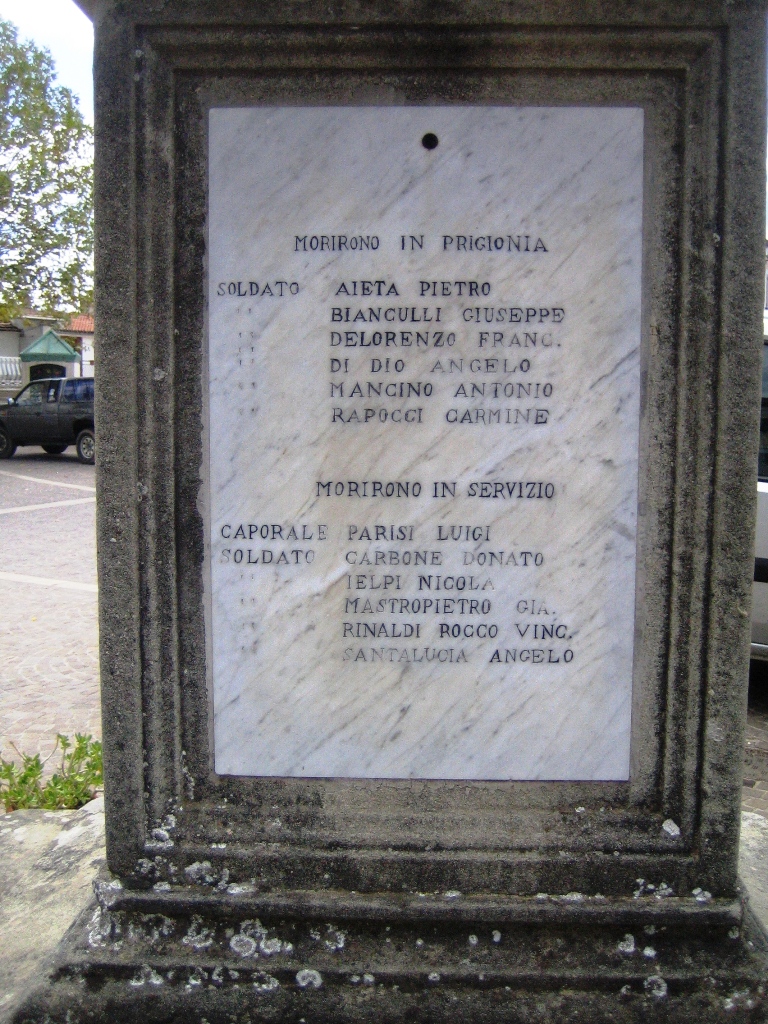 MORIRONO IN PRIGIONIA
SOLDATO AIETA PIETRO
" BIANCULLI GIUSEPPE
" DELORENZO FRANC.
" DI DIO ANGELO
" MANCINO ANTONIO
" RAPOCCI CARMINE
MORIRONO IN SERVIZIO
CAPORALE PARISI LUIGI
SOLDATO CARBONE DONATO
" IELPI NICOLA
" MASTROPIETRO GIA.
" RINALDI ROCCO VINC.
" SANTALUCIA ANGELO